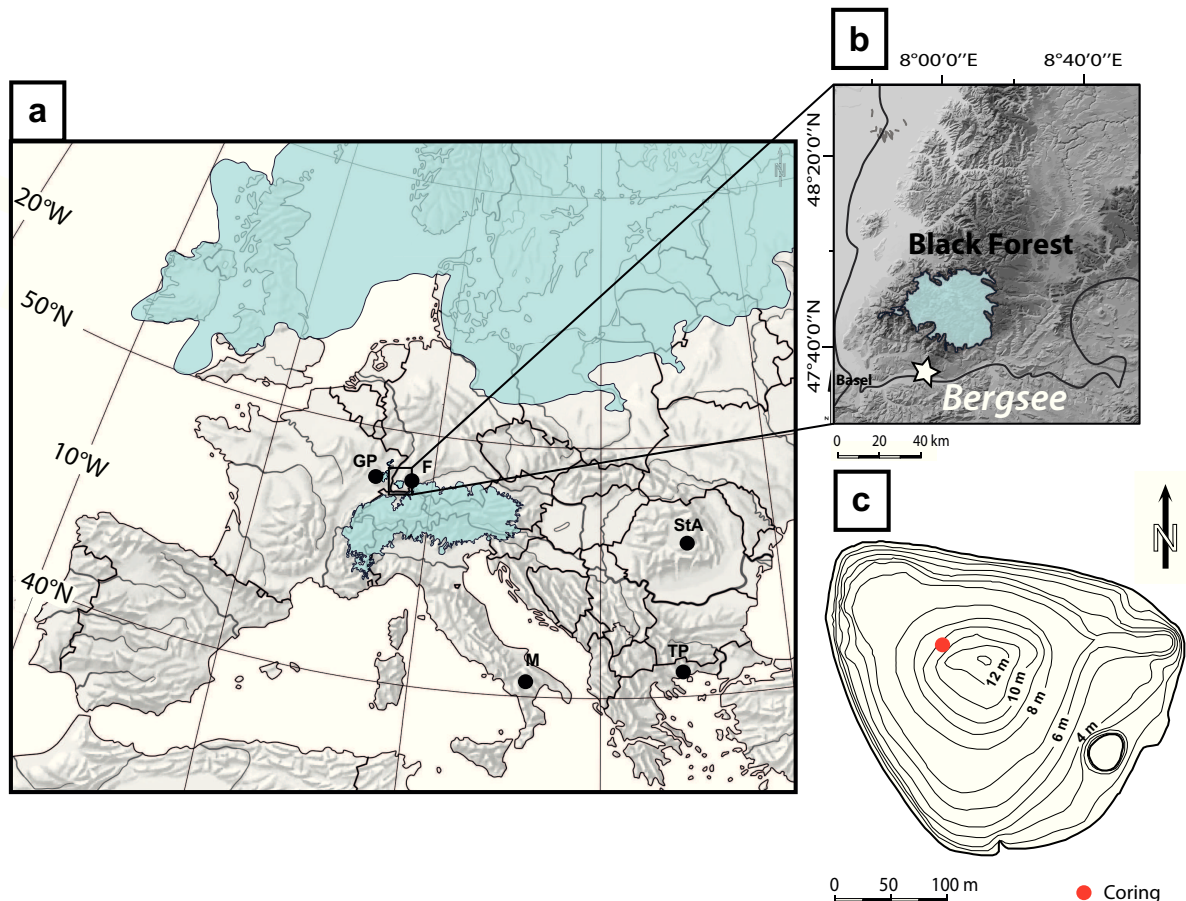 a
20°W
50°N
10°W
40°N
GP
F
StA
M
TP
N
b
8°00'0''E
8°40'0''E
48°20'0''N
47°40'0''N
Black Forest
Basel
Bergsee
z
0 20 40 km
c
N
12 m
10 m
8 m
6 m
4 m
0 50 100 m
Coring